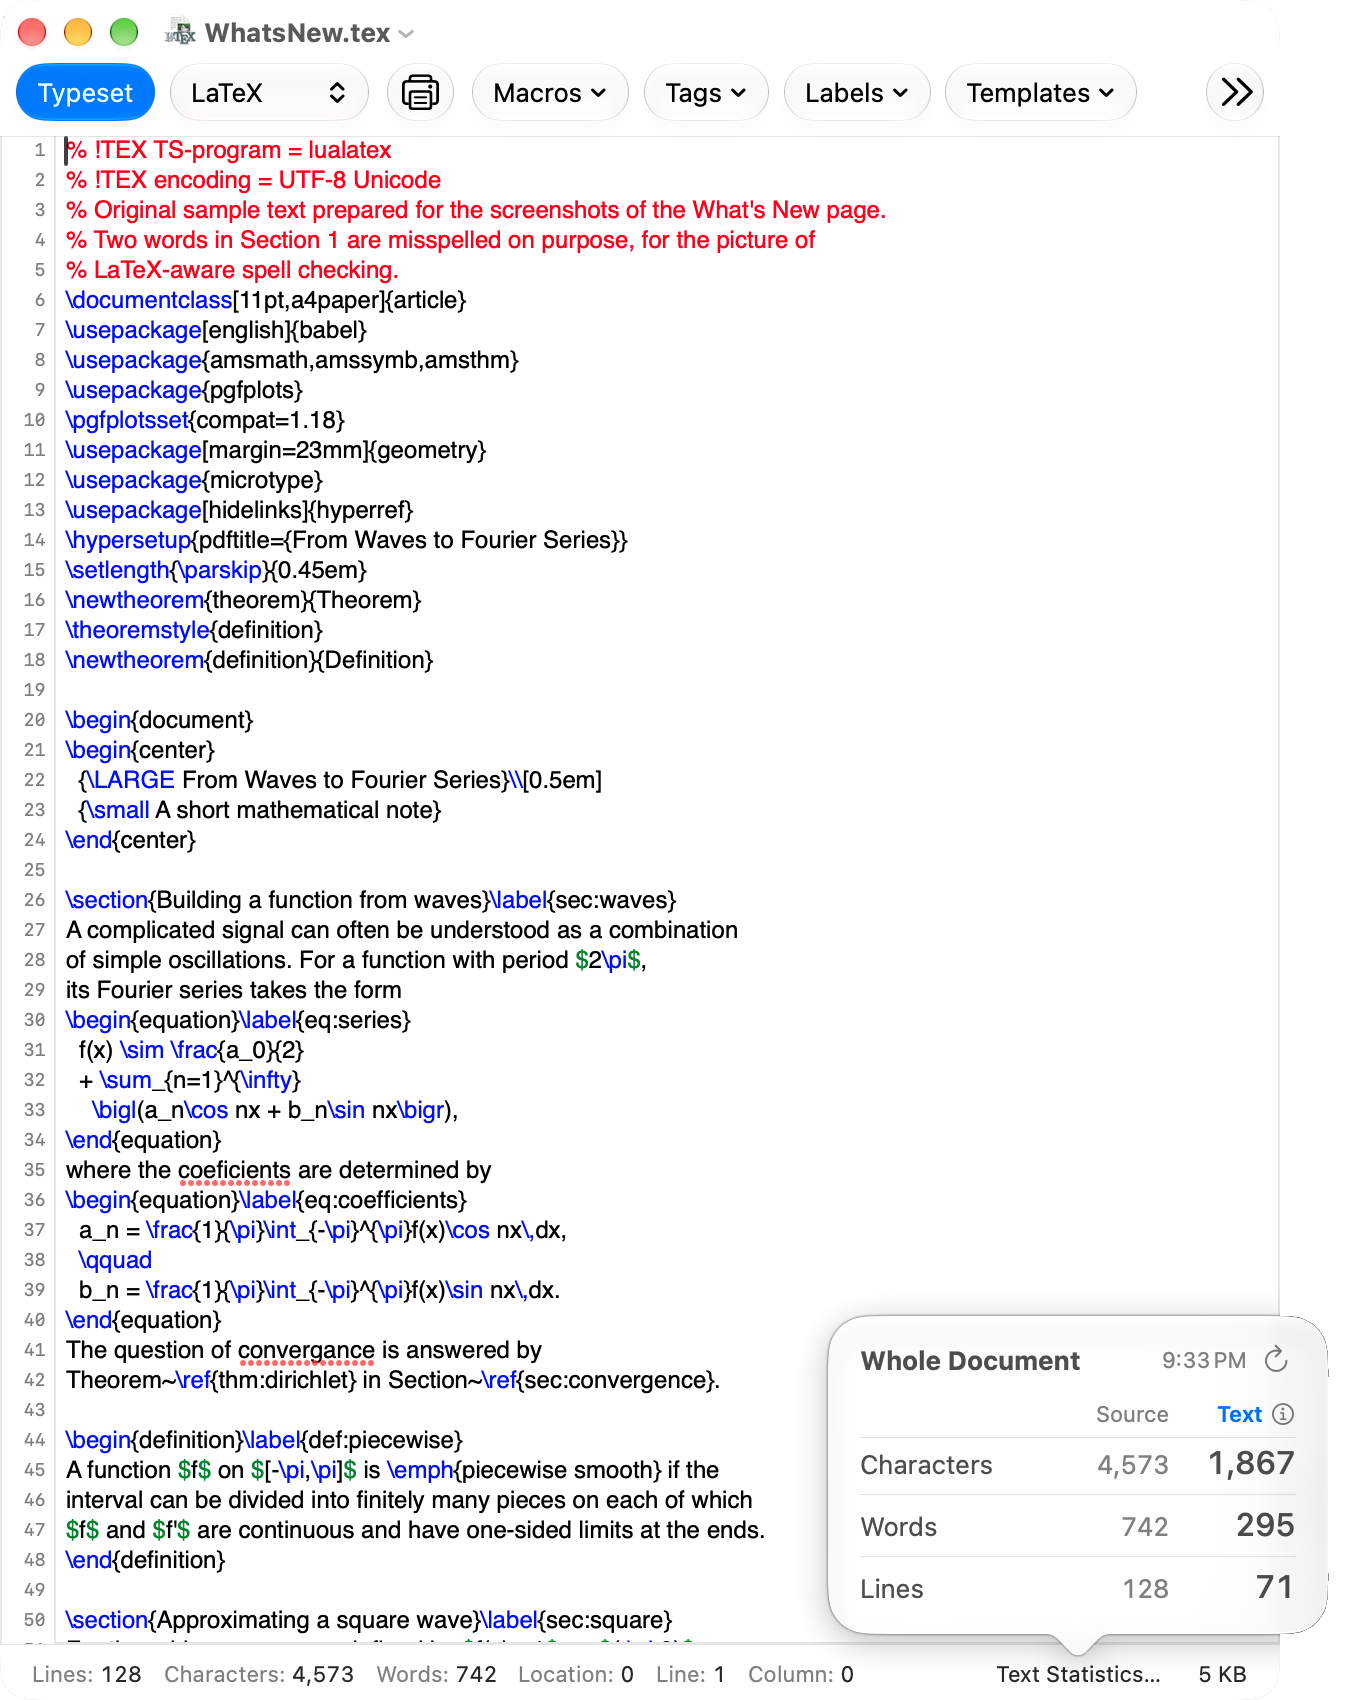 WhatsNew.tex
Typeset LaTeX Macros Tags Labels Templates
1 % !TEX TS-program = lualatex
2 % !TEX encoding = UTF-8 Unicode
3 % Original sample text prepared for the screenshots of the What's New page.
4 % Two words in Section 1 are misspelled on purpose, for the picture of
5 % LaTeX-aware spell checking.
6 \documentclass[11pt,a4paper]{article}
7 \usepackage[english]{babel}
8 \usepackage{amsmath,amssymb,amsthm}
9 \usepackage{pgfplots}
10 \pgfplotsset{compat=1.18}
11 \usepackage[margin=23mm]{geometry}
12 \usepackage{microtype}
13 \usepackage[hidelinks]{hyperref}
14 \hypersetup{pdftitle={From Waves to Fourier Series}}
15 \setlength{\parskip}{0.45em}
16 \newtheorem{theorem}{Theorem}
17 \theoremstyle{definition}
18 \newtheorem{definition}{Definition}
19
20 \begin{document}
21 \begin{center}
22 {\LARGE From Waves to Fourier Series}\\[0.5em]
23 {\small A short mathematical note}
24 \end{center}
25
26 \section{Building a function from waves}\label{sec:waves}
27 A complicated signal can often be understood as a combination
28 of simple oscillations. For a function with period $2\pi$,
29 its Fourier series takes the form
30 \begin{equation}\label{eq:series}
31 f(x) \sim \frac{a_0}{2}
32 + \sum_{n=1}^{\infty}
33 \bigl(a_n\cos nx + b_n\sin nx\bigr),
34 \end{equation}
35 where the coeficients are determined by
36 \begin{equation}\label{eq:coefficients}
37 a_n = \frac{1}{\pi}\int_{-\pi}^{\pi}f(x)\cos nx\,dx,
38 \qquad
39 b_n = \frac{1}{\pi}\int_{-\pi}^{\pi}f(x)\sin nx\,dx.
40 \end{equation}
41 The question of convergance is answered by
42 Theorem~\ref{thm:dirichlet} in Section~\ref{sec:convergence}.
43
44 \begin{definition}\label{def:piecewise}
45 A function $f$ on $[-\pi,\pi]$ is \emph{piecewise smooth} if the
46 interval can be divided into finitely many pieces on each of which
47 $f$ and $f'$ are continuous and have one-sided limits at the ends.
48 \end{definition}
49
50 \section{Approximating a square wave}\label{sec:square}
Whole Document 9:33 PM
Source Text
Characters 4,573 1,867
Words 742 295
Lines 128 71
Lines: 128 Characters: 4,573 Words: 742 Location: 0 Line: 1 Column: 0 Text Statistics... 5 KB